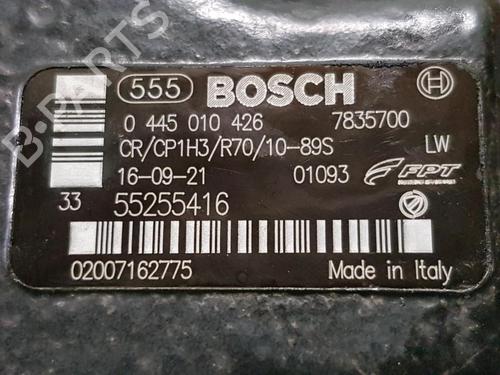 555 BOSCH
0 445 010 426 7835700
CR/CP1H3/R70/10-89S LW
16-09-21 01093 FPT
33 55255416
02007162775 Made in Italy
B-PARTS